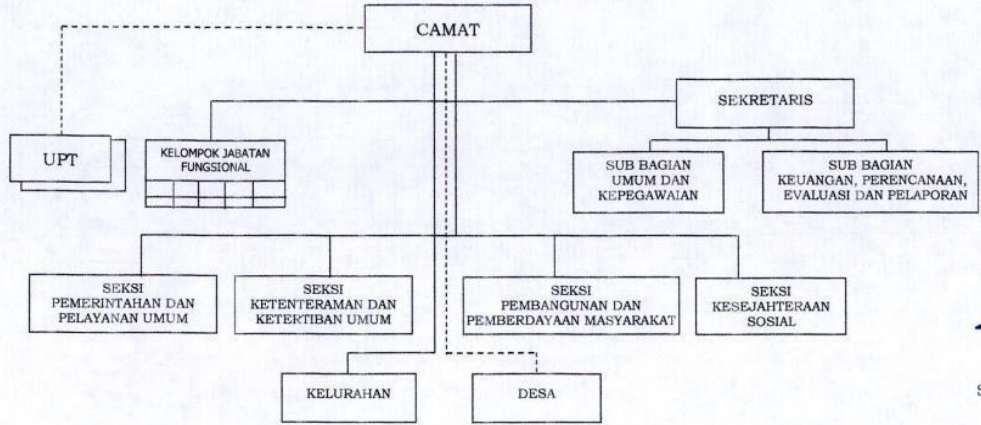 CAMAT
SEKRETARIS
UPT
KELOMPOK JABATAN
FUNGSIONAL
SUB BAGIAN
UMUM DAN
KEPEGAWAIAN
SUB BAGIAN
KEUANGAN, PERENCANAAN,
EVALUASI DAN PELAPORAN
SEKSI
PEMERINTAHAN DAN
PELAYANAN UMUM
SEKSI
KETENTERAMAN DAN
KETERTIBAN UMUM
SEKSI
PEMBANGUNAN DAN
PEMBERDAYAAN MASYARAKAT
SEKSI
KESEJAHTERAAN
SOSIAL
KELURAHAN
DESA